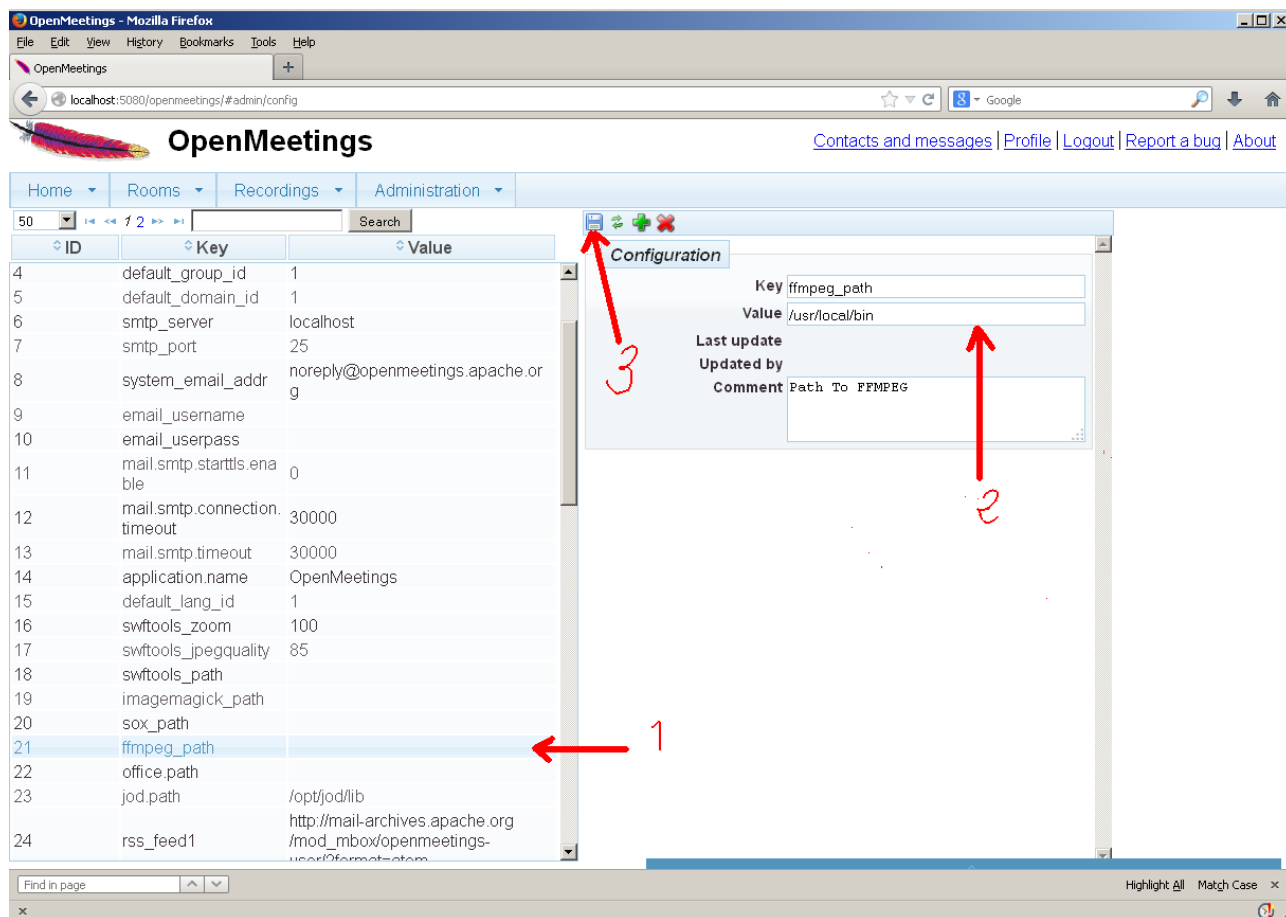 OpenMeetings - Mozilla Firefox
File Edit View History Bookmarks Tools Help
OpenMeetings
localhost:5080/openmeetings/#admin/config
Google
OpenMeetings
Contacts and messages | Profile | Logout | Report a bug | About
Home Rooms Recordings Administration
50 1 2 Search
ID Key Value
4 default_group_id 1
5 default_domain_id 1
6 smtp_server localhost
7 smtp_port 25
8 system_email_addr noreply@openmeetings.apache.or
g
9 email_username
10 email_userpass
11 mail.smtp.starttls.ena
ble 0
12 mail.smtp.connection.
timeout 30000
13 mail.smtp.timeout 30000
14 application.name OpenMeetings
15 default_lang_id 1
16 swftools_zoom 100
17 swftools_jpegquality 85
18 swftools_path
19 imagemagick_path
20 sox_path
21 ffmpeg_path
22 office.path
23 jod.path /opt/jod/lib
24 rss_feed1 http://mail-archives.apache.org
/mod_mbox/openmeetings-
user/?format=atom
1
Configuration
Key ffmpeg_path
Value /usr/local/bin
Last update
Updated by
Comment Path To FFMPEG
3
2
Find in page
Highlight All Match Case